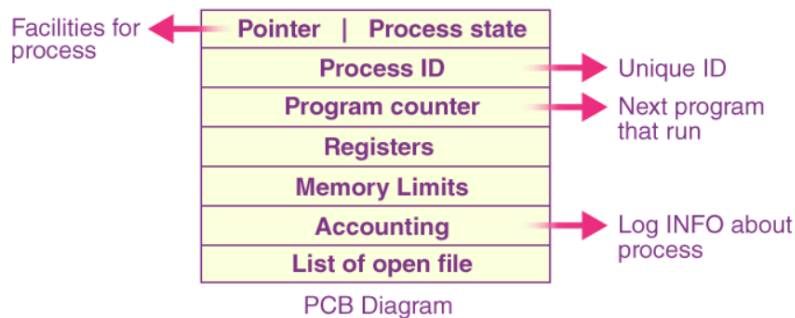 Facilities for
process
Pointer | Process state
Process ID
Unique ID
Program counter
Next program
that run
Registers
Memory Limits
Accounting
Log INFO about
process
List of open file
PCB Diagram